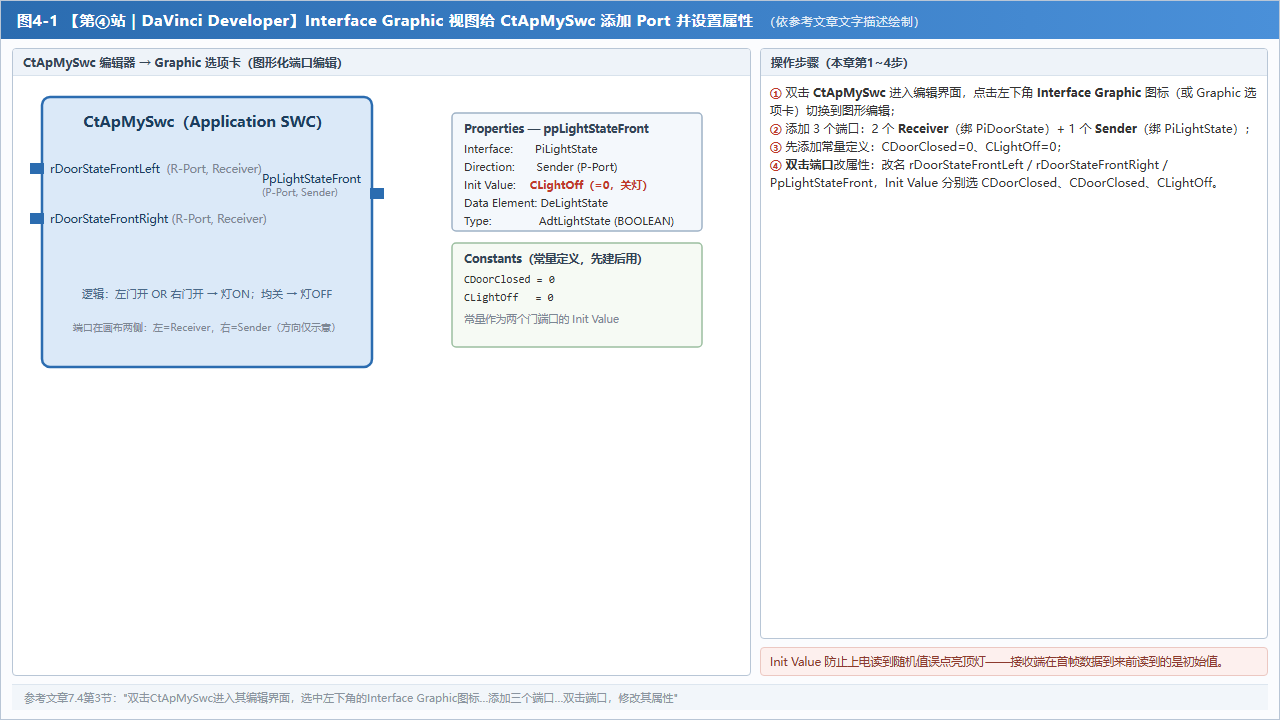 图4-1 【第④站 | DaVinci Developer】Interface Graphic 视图给 CtApMySwc 添加 Port 并设置属性 （依参考文章文字描述绘制）
CtApMySwc 编辑器 → Graphic 选项卡（图形化端口编辑）
CtApMySwc（Application SWC）
rDoorStateFrontLeft (R-Port, Receiver)
PpLightStateFront
(P-Port, Sender)
rDoorStateFrontRight (R-Port, Receiver)
逻辑：左门开 OR 右门开 → 灯ON；均关 → 灯OFF
端口在画布两侧：左=Receiver，右=Sender（方向仅示意）
Properties — ppLightStateFront
Interface: PiLightState
Direction: Sender (P-Port)
Init Value: CLightOff（=0，关灯）
Data Element: DeLightState
Type: AdtLightState (BOOLEAN)
Constants（常量定义，先建后用）
CDoorClosed = 0
CLightOff = 0
常量作为两个门端口的 Init Value
操作步骤（本章第1~4步）
① 双击 CtApMySwc 进入编辑界面，点击左下角 Interface Graphic 图标（或 Graphic 选
项卡）切换到图形编辑；
② 添加 3 个端口：2 个 Receiver（绑 PiDoorState）+ 1 个 Sender（绑 PiLightState）；
③ 先添加常量定义：CDoorClosed=0、CLightOff=0；
④ 双击端口改属性：改名 rDoorStateFrontLeft / rDoorStateFrontRight /
PpLightStateFront，Init Value 分别选 CDoorClosed、CDoorClosed、CLightOff。
Init Value 防止上电读到随机值误点亮顶灯——接收端在首帧数据到来前读到的是初始值。
参考文章7.4第3节："双击CtApMySwc进入其编辑界面，选中左下角的Interface Graphic图标…添加三个端口…双击端口，修改其属性"